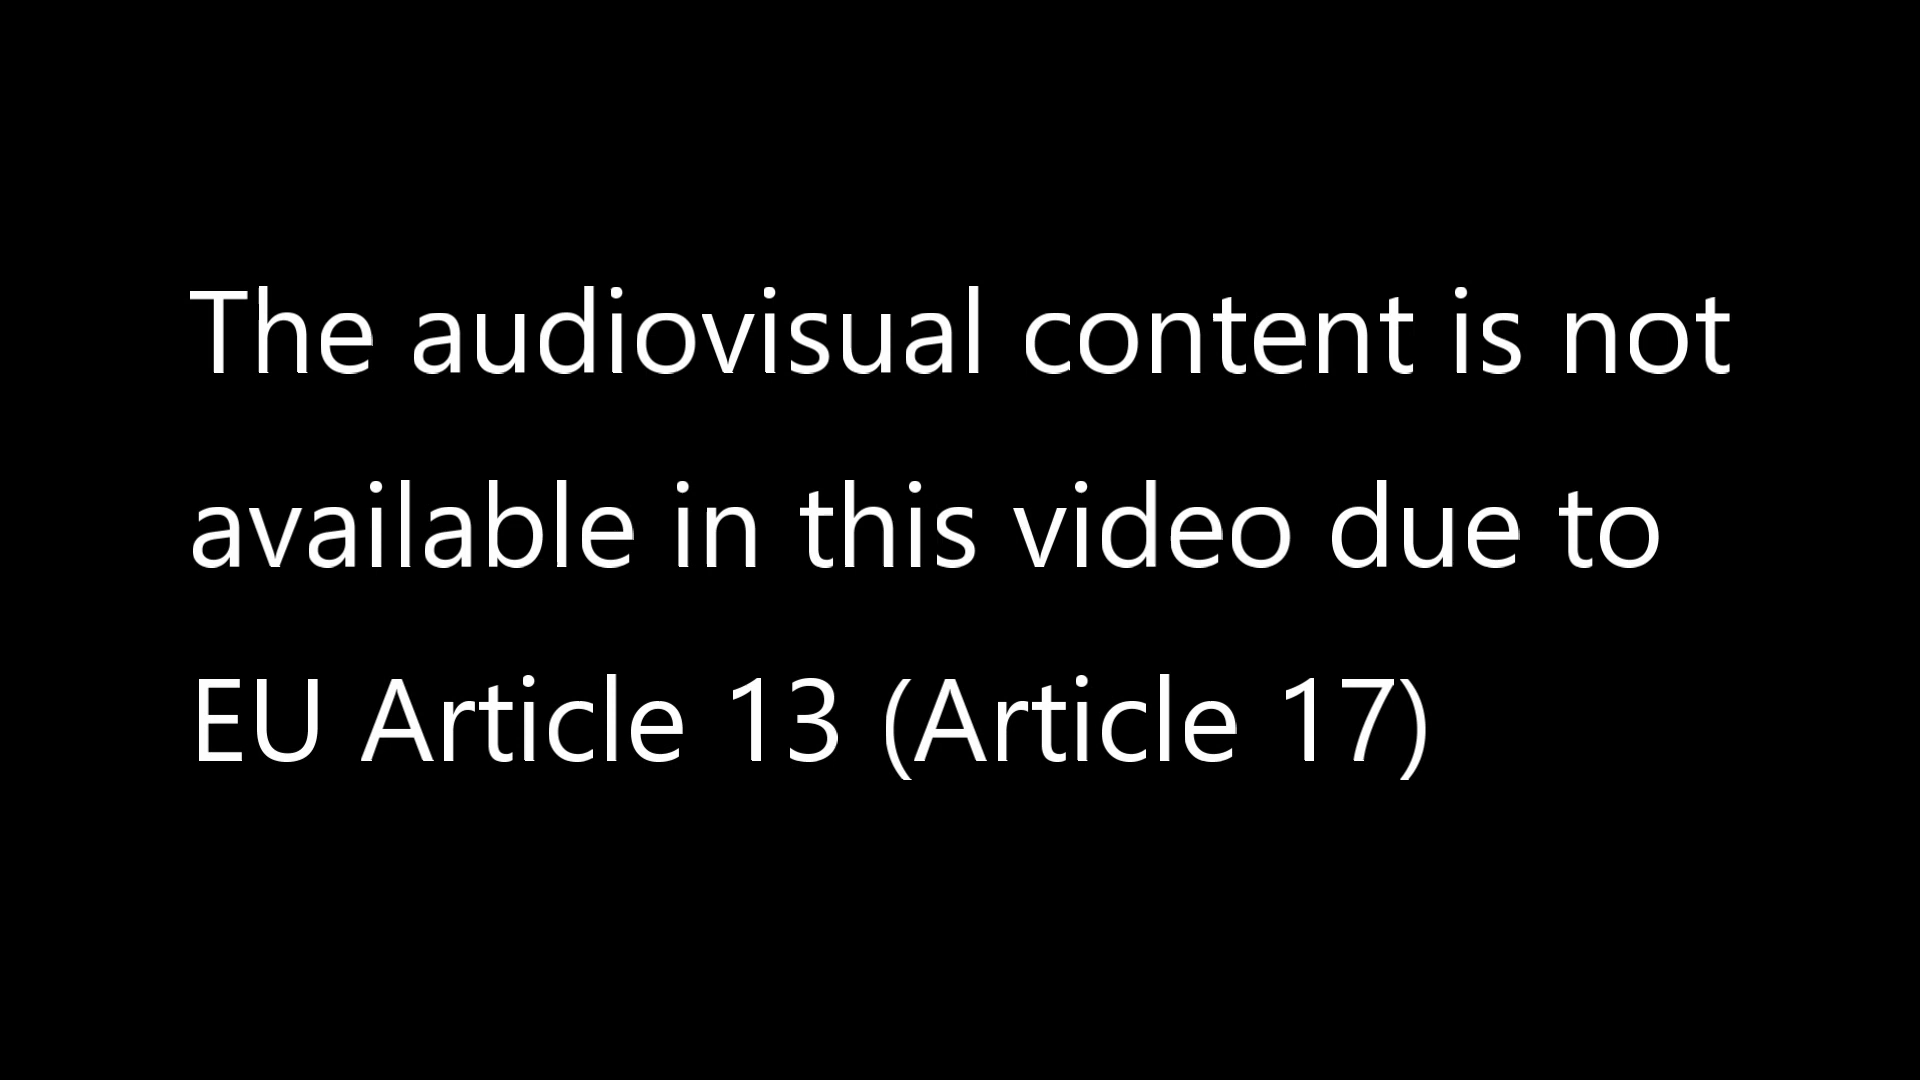 The audiovisual content is not
available in this video due to
EU Article 13 (Article 17)